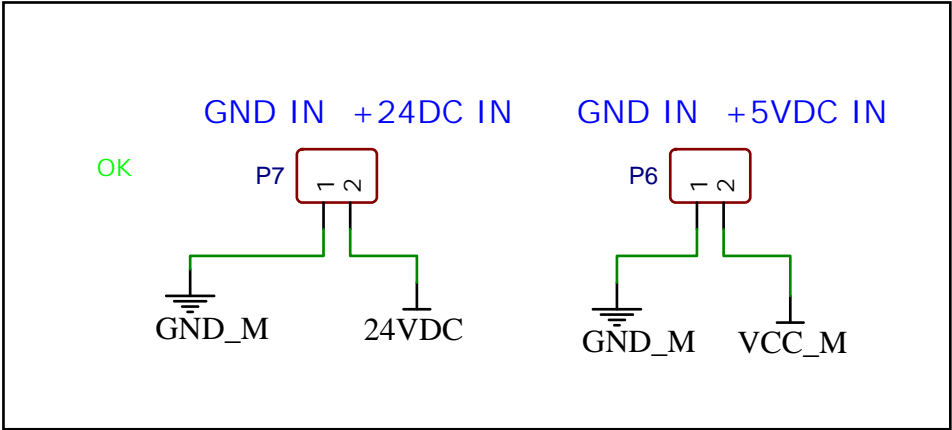 GND IN +24DC IN
GND IN +5VDC IN
OK
P7
1 2
P6
1 2
GND_M
24VDC
GND_M
VCC_M